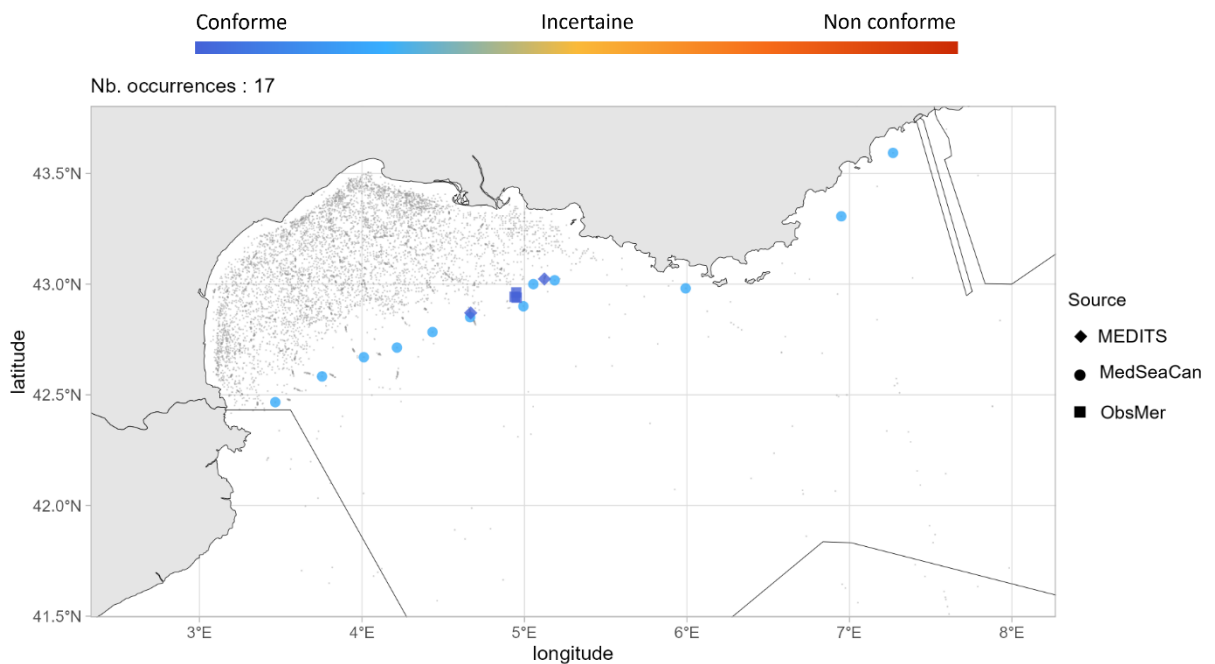 Conforme Incertaine Non conforme
Nb. occurrences : 17
43.5°N
43.0°N
42.5°N
42.0°N
41.5°N
latitude
3°E 4°E 5°E 6°E 7°E 8°E
longitude
Source
MEDITS
MedSeaCan
ObsMer